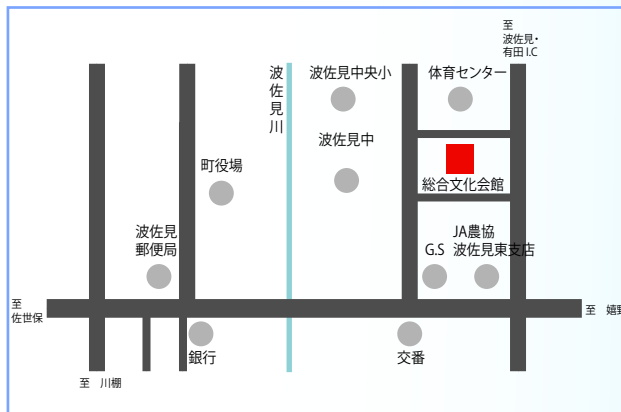 至
波佐見・
有田 I.C
波佐見川
波佐見中央小
体育センター
波佐見中
町役場
総合文化会館
波佐見
郵便局
JA農協
G.S
波佐見東支店
至
佐世保
至　嬉野
銀行
交番
至　川棚